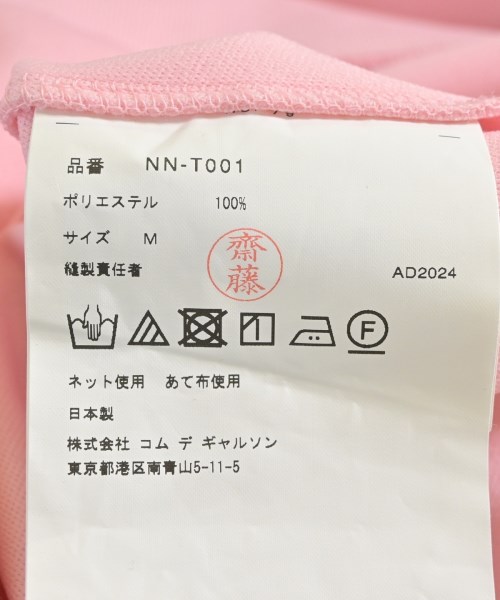 品番 NN-T001
ポリエステル 100%
サイズ M
齋藤
縫製責任者 AD2024
F
ネット使用 あて布使用
日本製
株式会社 コム デ ギャルソン
東京都港区南青山5-11-5